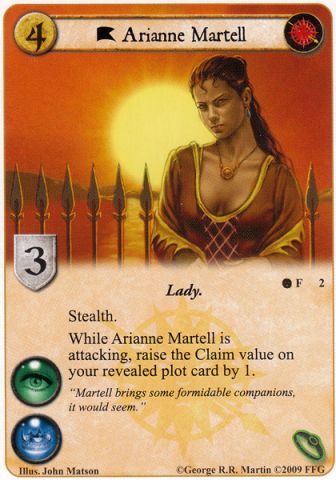 4
Arianne Martell
3
F 2
Lady.
Stealth.
While Arianne Martell is
attacking, raise the Claim value on
your revealed plot card by 1.
“Martell brings some formidable companions,
it would seem.”
Illus. John Matson
©George R.R. Martin ©2009 FFG